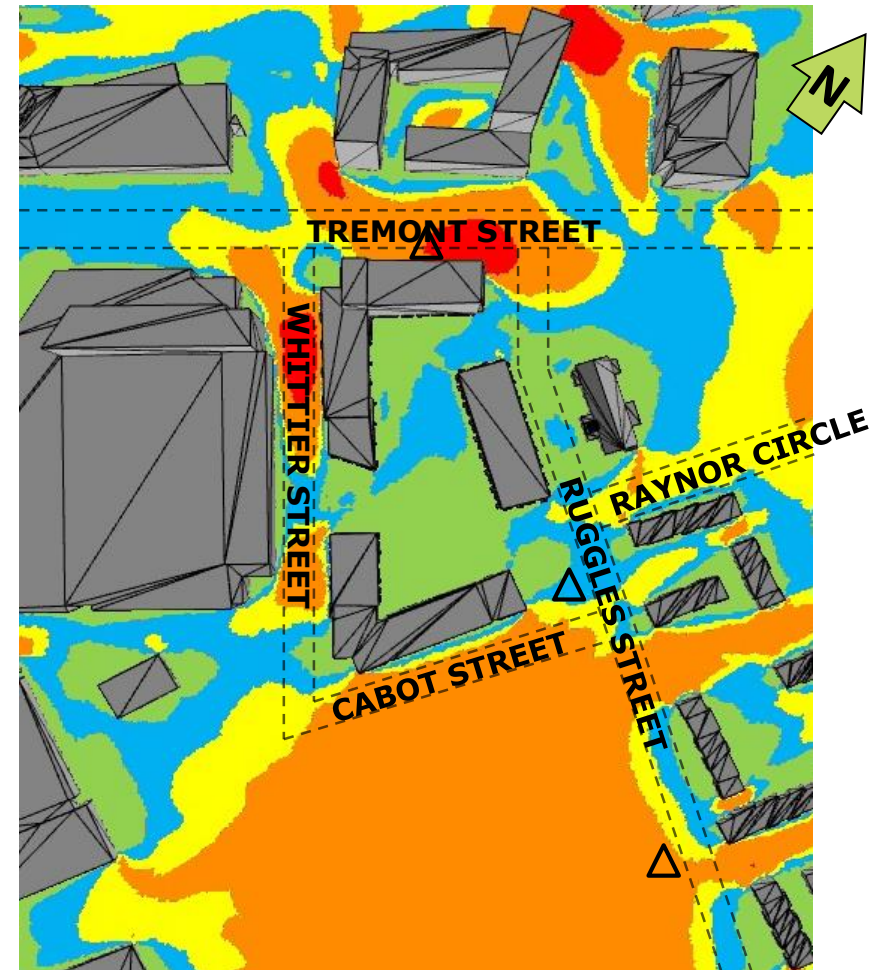 N
TREMONT STREET
WHITTIER STREET
RAYNOR CIRCLE
RUGGLES STREET
CABOT STREET